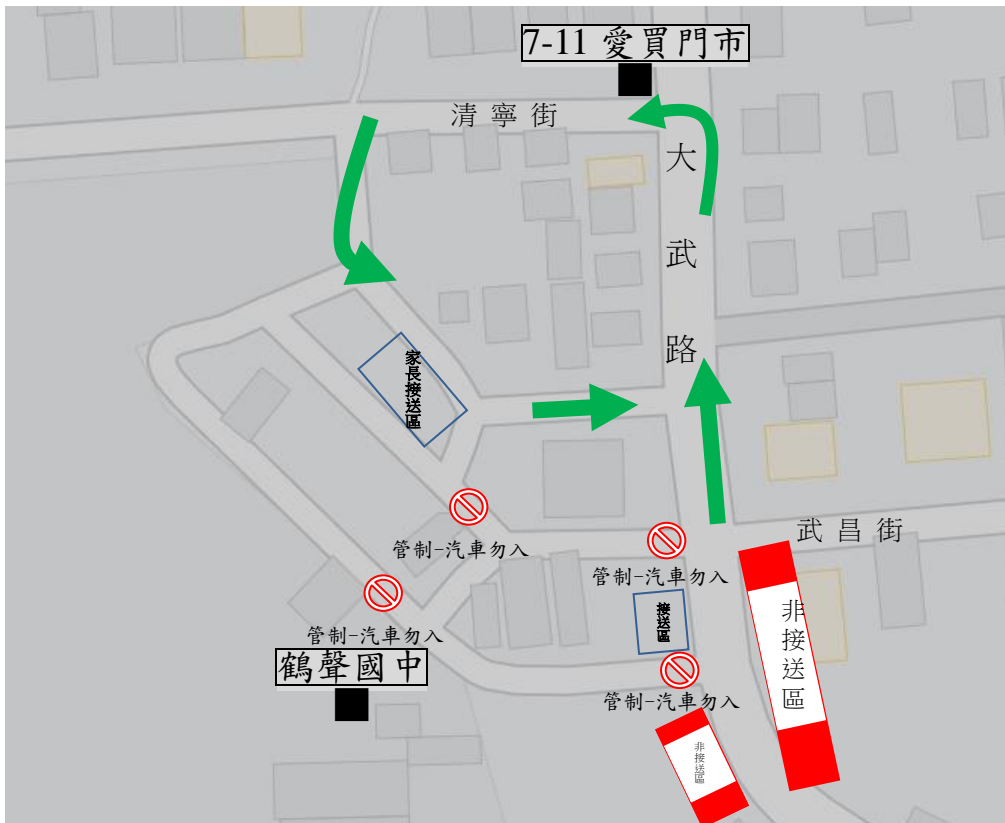 7-11 愛買門市
清寧街
大武路
家長接送區
武昌街
管制-汽車勿入
管制-汽車勿入
管制-汽車勿入
接送區
非接送區
鶴聲國中
管制-汽車勿入
非接送區